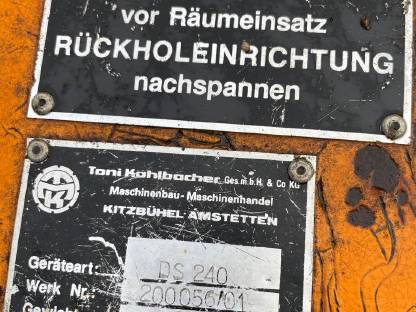 vor Räumeinsatz
RÜCKHOLEINRICHTUNG
nachspannen
Toni Kohlbacher Ges.m.b.H. & Co KG
Maschinenbau - Maschinenhandel
KITZBÜHEL AMSTETTEN
Geräteart: DS 240
Werk Nr.: 200056/01